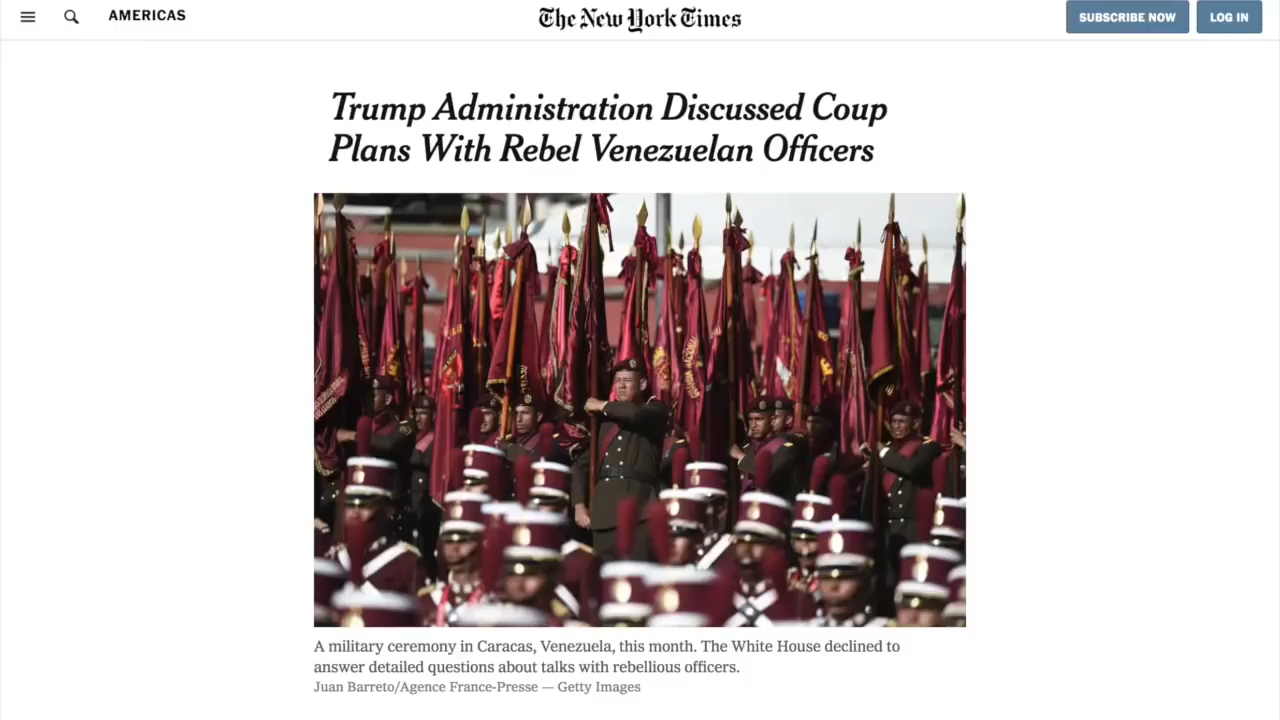 AMERICAS
The New York Times
SUBSCRIBE NOW
LOG IN
Trump Administration Discussed Coup
Plans With Rebel Venezuelan Officers
A military ceremony in Caracas, Venezuela, this month. The White House declined to
answer detailed questions about talks with rebellious officers.
Juan Barreto/Agence France-Presse — Getty Images